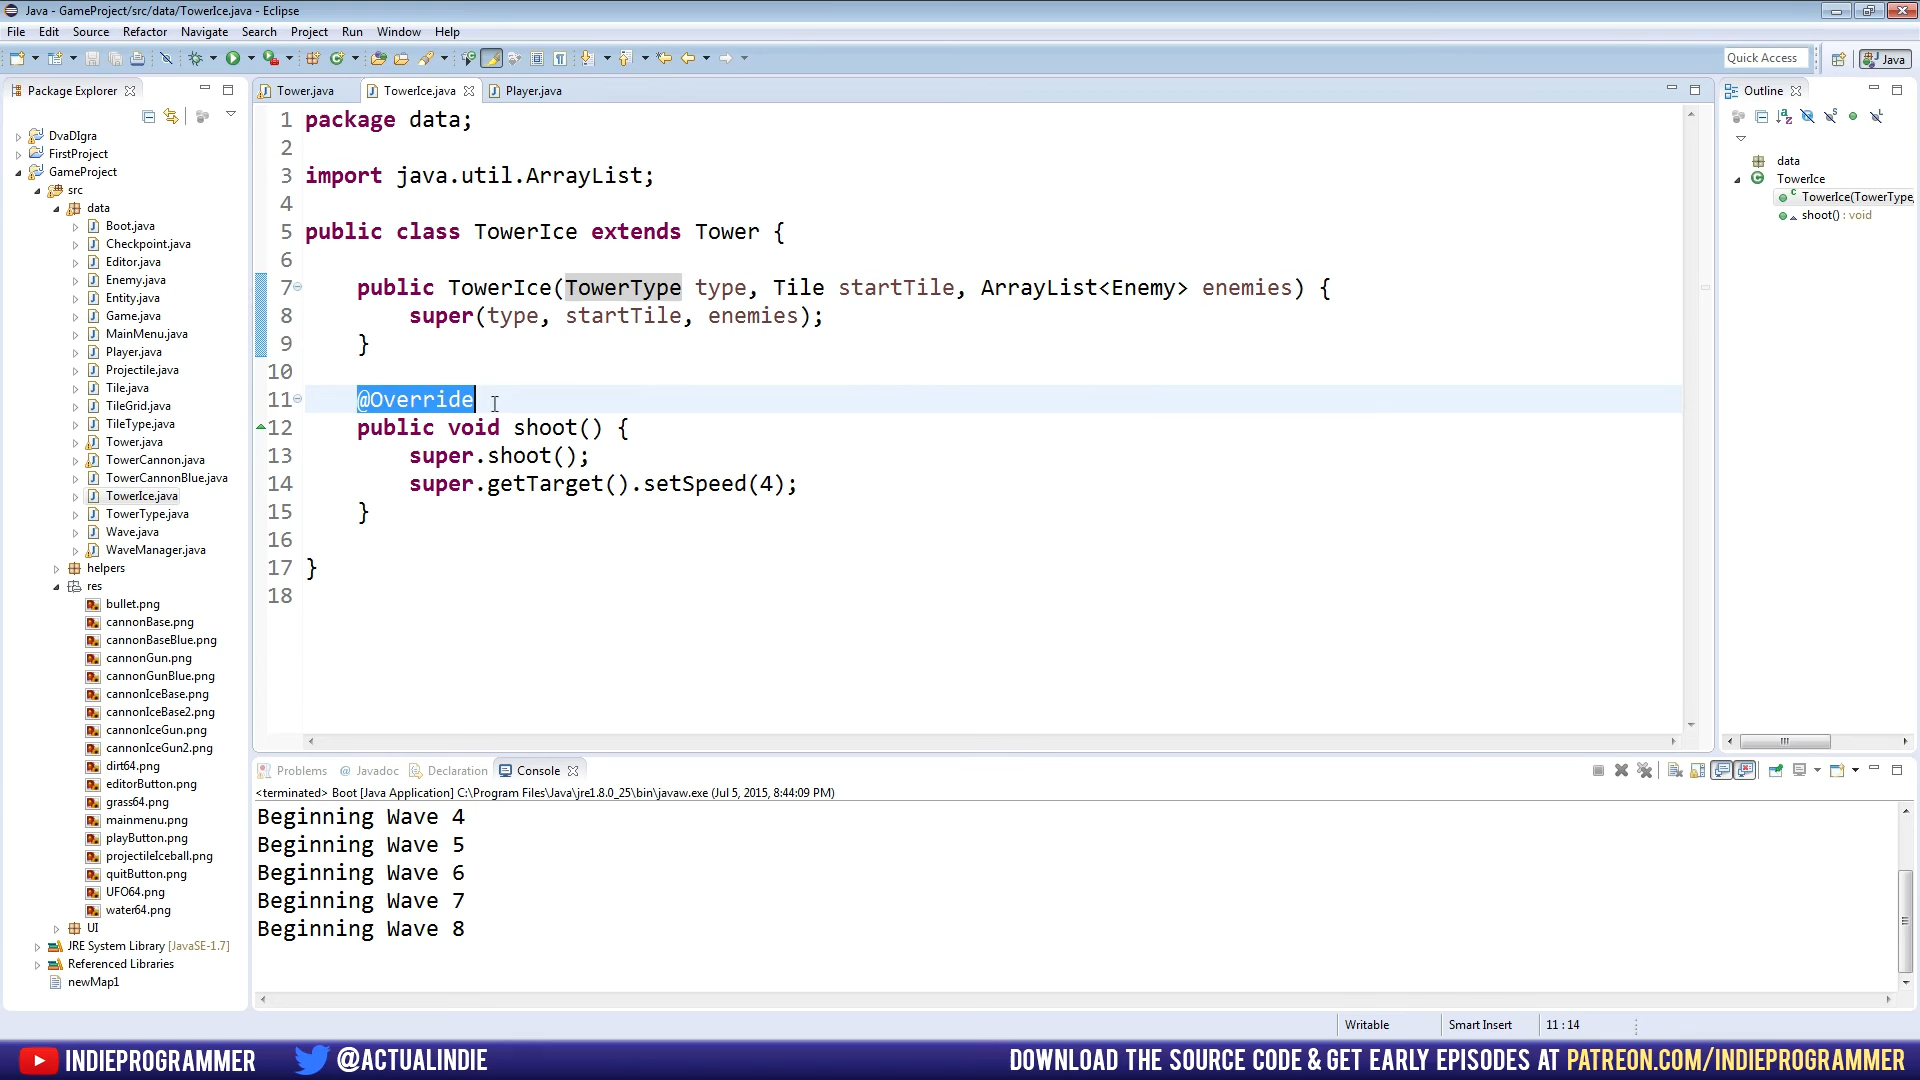 Java - GameProject/src/data/TowerIce.java - Eclipse
File Edit Source Refactor Navigate Search Project Run Window Help
Quick Access
Java
Package Explorer
DvaDIgra
FirstProject
GameProject
src
data
Boot.java
Checkpoint.java
Editor.java
Enemy.java
Entity.java
Game.java
MainMenu.java
Player.java
Projectile.java
Tile.java
TileGrid.java
TileType.java
Tower.java
TowerCannon.java
TowerCannonBlue.java
TowerIce.java
TowerType.java
Wave.java
WaveManager.java
helpers
res
bullet.png
cannonBase.png
cannonBaseBlue.png
cannonGun.png
cannonGunBlue.png
cannonIceBase.png
cannonIceBase2.png
cannonIceGun.png
cannonIceGun2.png
dirt64.png
editorButton.png
grass64.png
mainmenu.png
playButton.png
projectileIceball.png
quitButton.png
UFO64.png
water64.png
UI
JRE System Library [JavaSE-1.7]
Referenced Libraries
newMap1
Tower.java TowerIce.java Player.java
1 package data;
2
3 import java.util.ArrayList;
4
5 public class TowerIce extends Tower {
6
7 public TowerIce(TowerType type, Tile startTile, ArrayList<Enemy> enemies) {
8 super(type, startTile, enemies);
9 }
10
11 @Override
12 public void shoot() {
13 super.shoot();
14 super.getTarget().setSpeed(4);
15 }
16
17 }
18
Outline
data
TowerIce
TowerIce(TowerType,
shoot() : void
Problems @ Javadoc Declaration Console
<terminated> Boot [Java Application] C:\Program Files\Java\jre1.8.0_25\bin\javaw.exe (Jul 5, 2015, 8:44:09 PM)
Beginning Wave 4
Beginning Wave 5
Beginning Wave 6
Beginning Wave 7
Beginning Wave 8
Writable Smart Insert 11 : 14
INDIEPROGRAMMER @ACTUALINDIE DOWNLOAD THE SOURCE CODE & GET EARLY EPISODES AT PATREON.COM/INDIEPROGRAMMER